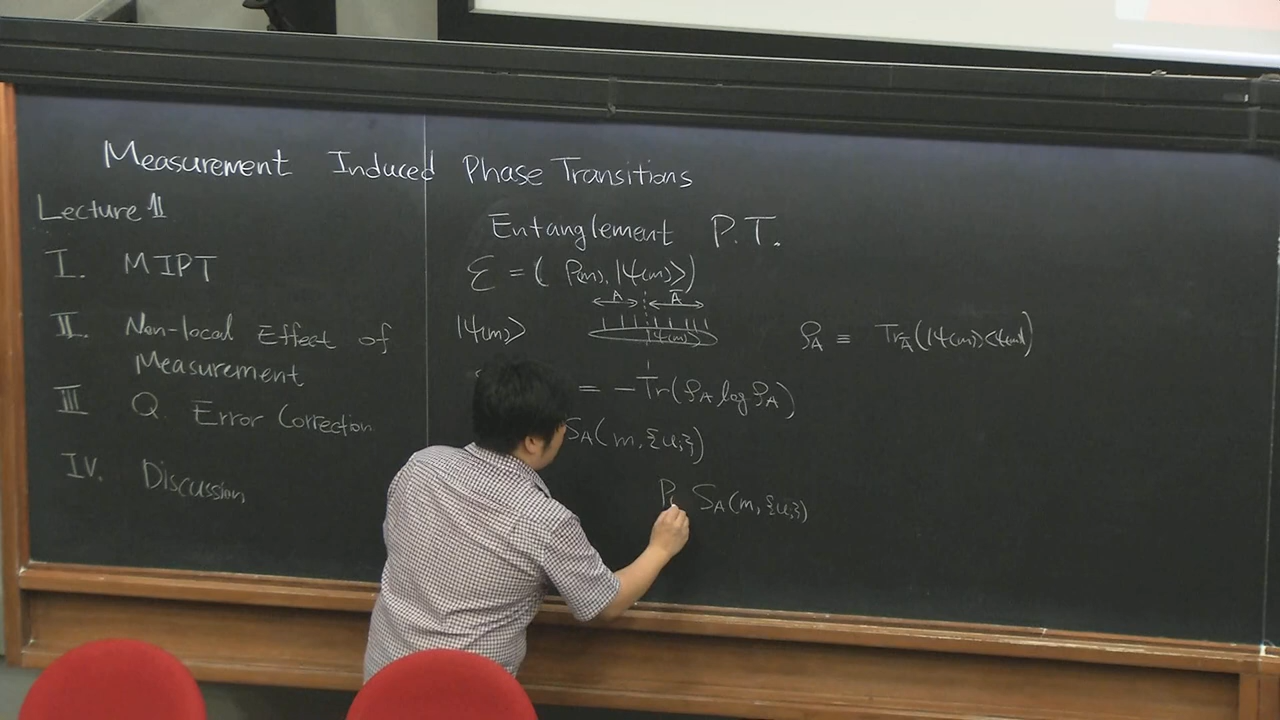 Measurement Induced Phase Transitions
Lecture 1
I. MIPT
II. Non-local Effect of
Measurement
III Q. Error Correction
IV. Discussion
Entanglement P.T.
ℰ = ( P(m), |ψ(m)⟩)
A Ā
|ψ(m)⟩ |ψ(m)⟩ ρ_A ≡ Tr_Ā(|ψ(m)⟩⟨ψ(m)|)
= -Tr(ρ_A log ρ_A)
S_A(m, {u_i})
P S_A(m, {u_i})